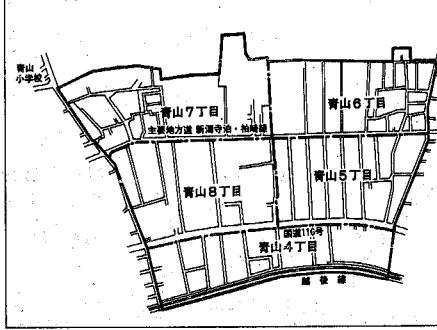 青山
小学校
青山7丁目
青山6丁目
主要地方道 新潟寺泊・柏崎線
青山8丁目
青山5丁目
国道116号
青山4丁目
越後線